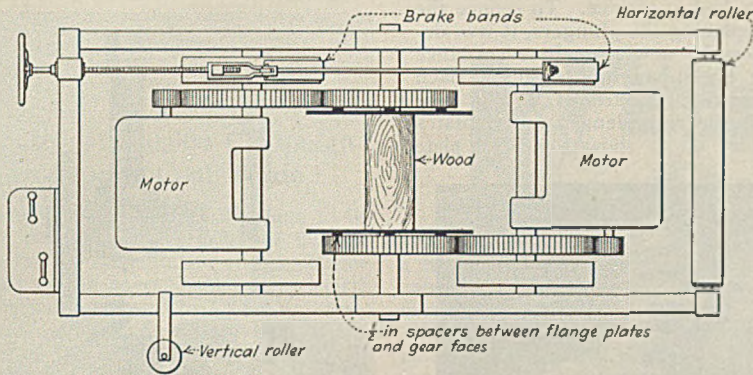 Brake bands
Horizontal roller
Motor
Wood
Motor
½ in spacers between flange plates
and gear faces
Vertical roller